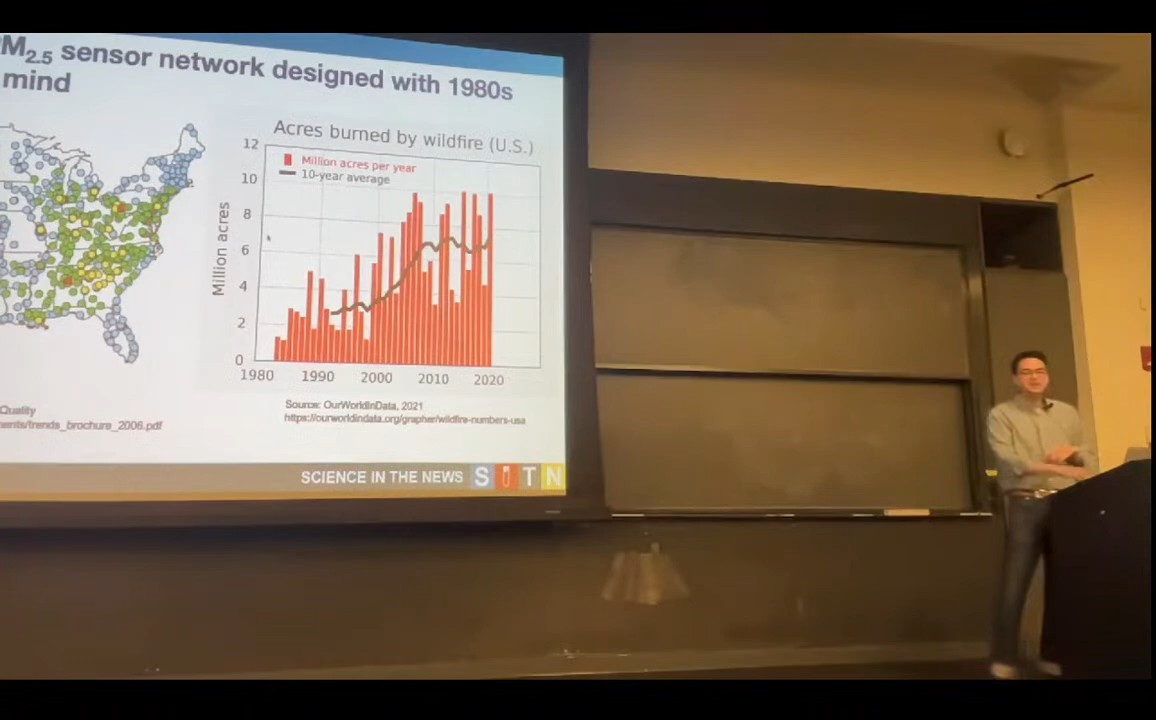 M2.5 sensor network designed with 1980s
mind
Acres burned by wildfire (U.S.)
12
Million acres per year
10-year average
10
8
6
4
2
0
Million acres
1980 1990 2000 2010 2020
Source: OurWorldInData, 2021
https://ourworldindata.org/grapher/wildfire-numbers-usa
Quality
ents/trends_brochure_2006.pdf
SCIENCE IN THE NEWS SITN